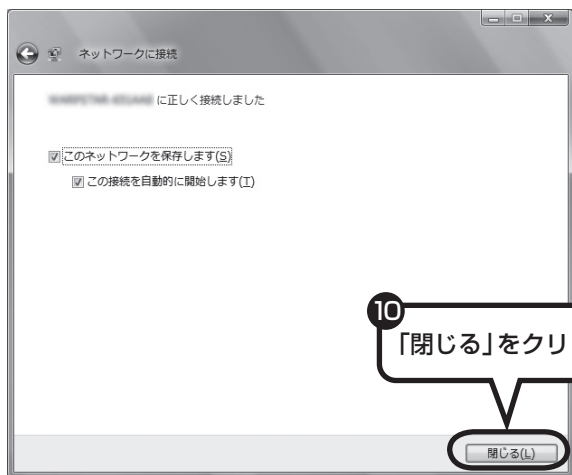 ネットワークに接続
に正しく接続しました
このネットワークを保存します(S)
この接続を自動的に開始します(T)
10
「閉じる」をクリ
閉じる(L)